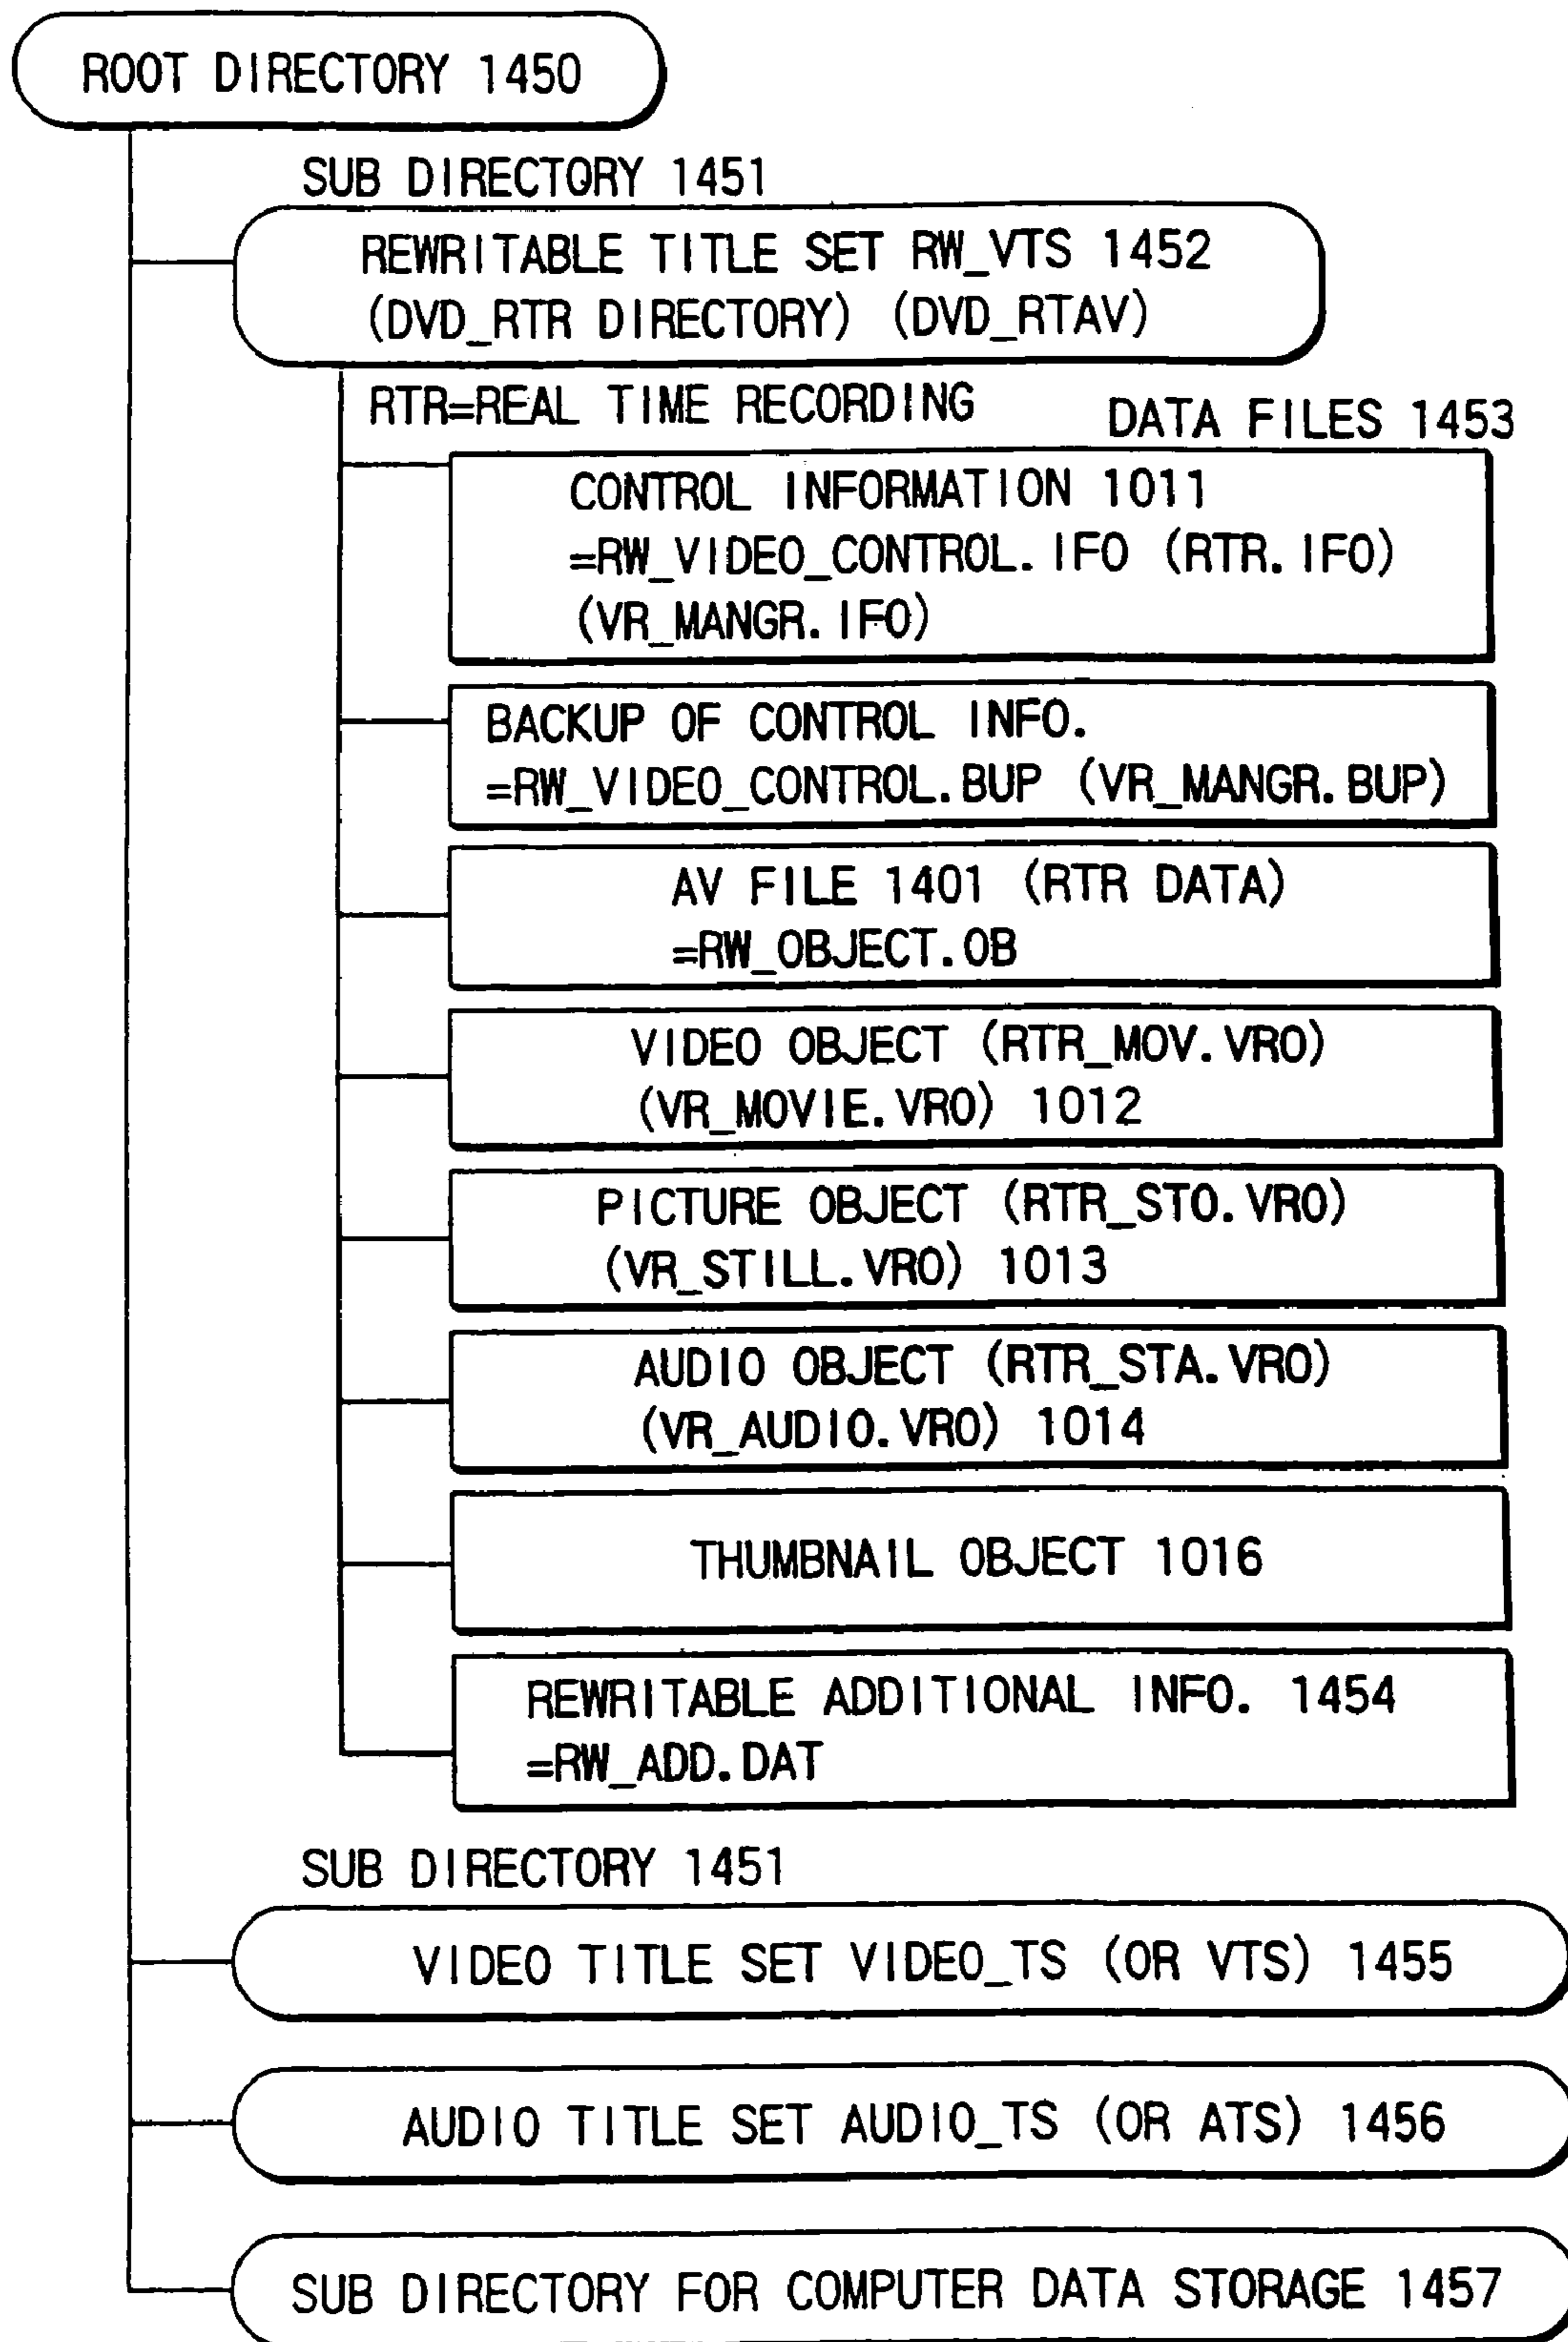 ROOT DIRECTORY 1450
SUB DIRECTORY 1451
REWRITABLE TITLE SET RW_VTS 1452
(DVD_RTR DIRECTORY) (DVD_RTAV)
RTR=REAL TIME RECORDING
DATA FILES 1453
CONTROL INFORMATION 1011
=RW_VIDEO_CONTROL.IFO (RTR.IFO)
(VR_MANGR.IFO)
BACKUP OF CONTROL INFO.
=RW_VIDEO_CONTROL.BUP (VR_MANGR.BUP)
AV FILE 1401 (RTR DATA)
=RW_OBJECT.OB
VIDEO OBJECT (RTR_MOV.VRO)
(VR_MOVIE.VRO) 1012
PICTURE OBJECT (RTR_STO.VRO)
(VR_STILL.VRO) 1013
AUDIO OBJECT (RTR_STA.VRO)
(VR_AUDIO.VRO) 1014
THUMBNAIL OBJECT 1016
REWRITABLE ADDITIONAL INFO. 1454
=RW_ADD.DAT
SUB DIRECTORY 1451
VIDEO TITLE SET VIDEO_TS (OR VTS) 1455
AUDIO TITLE SET AUDIO_TS (OR ATS) 1456
SUB DIRECTORY FOR COMPUTER DATA STORAGE 1457